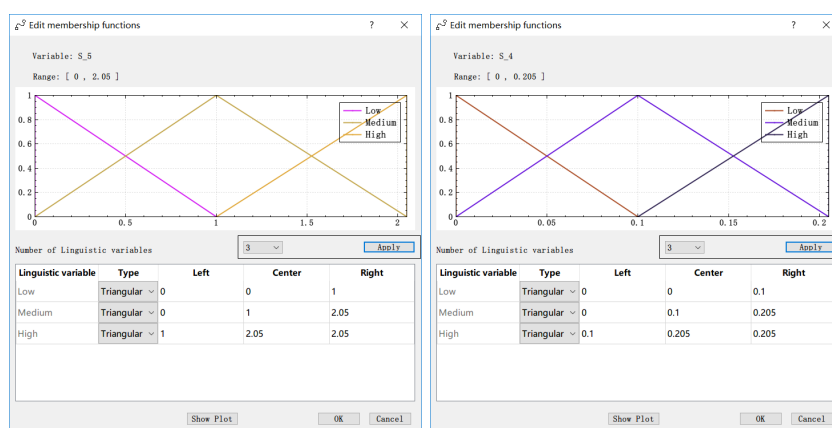 Edit membership functions ? ×
Variable: S_5
Range: [ 0 , 2.05 ]
1
0.8
0.6
0.4
0.2
0
0 0.5 1 1.5 2
Low
Medium
High
Number of Linguistic variables 3 Apply
Linguistic variable Type Left Center Right
Low Triangular 0 0 1
Medium Triangular 0 1 2.05
High Triangular 1 2.05 2.05
Show Plot OK Cancel
Edit membership functions ? ×
Variable: S_4
Range: [ 0 , 0.205 ]
1
0.8
0.6
0.4
0.2
0
0 0.05 0.1 0.15 0.2
Low
Medium
High
Number of Linguistic variables 3 Apply
Linguistic variable Type Left Center Right
Low Triangular 0 0 0.1
Medium Triangular 0 0.1 0.205
High Triangular 0.1 0.205 0.205
Show Plot OK Cancel